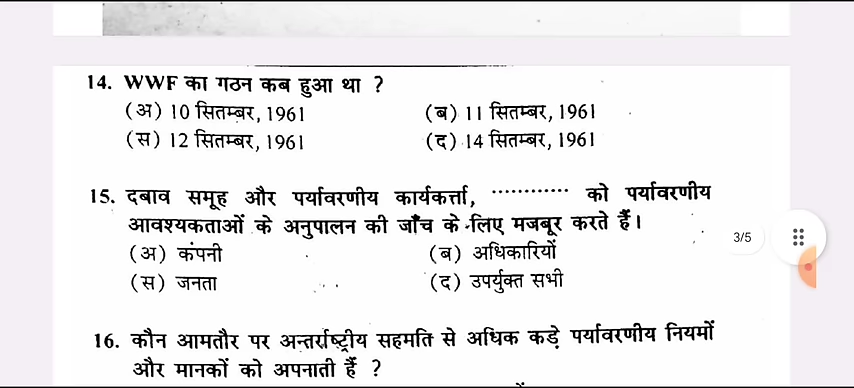 14. WWF का गठन कब हुआ था ?
(अ) 10 सितम्बर, 1961 (ब) 11 सितम्बर, 1961
(स) 12 सितम्बर, 1961 (द) 14 सितम्बर, 1961
15. दबाव समूह और पर्यावरणीय कार्यकर्त्ता, ............ को पर्यावरणीय
आवश्यकताओं के अनुपालन की जाँच के लिए मजबूर करते हैं।
(अ) कंपनी (ब) अधिकारियों
3/5
(स) जनता (द) उपर्युक्त सभी
16. कौन आमतौर पर अन्तर्राष्ट्रीय सहमति से अधिक कड़े पर्यावरणीय नियमों
और मानकों को अपनाती हैं ?